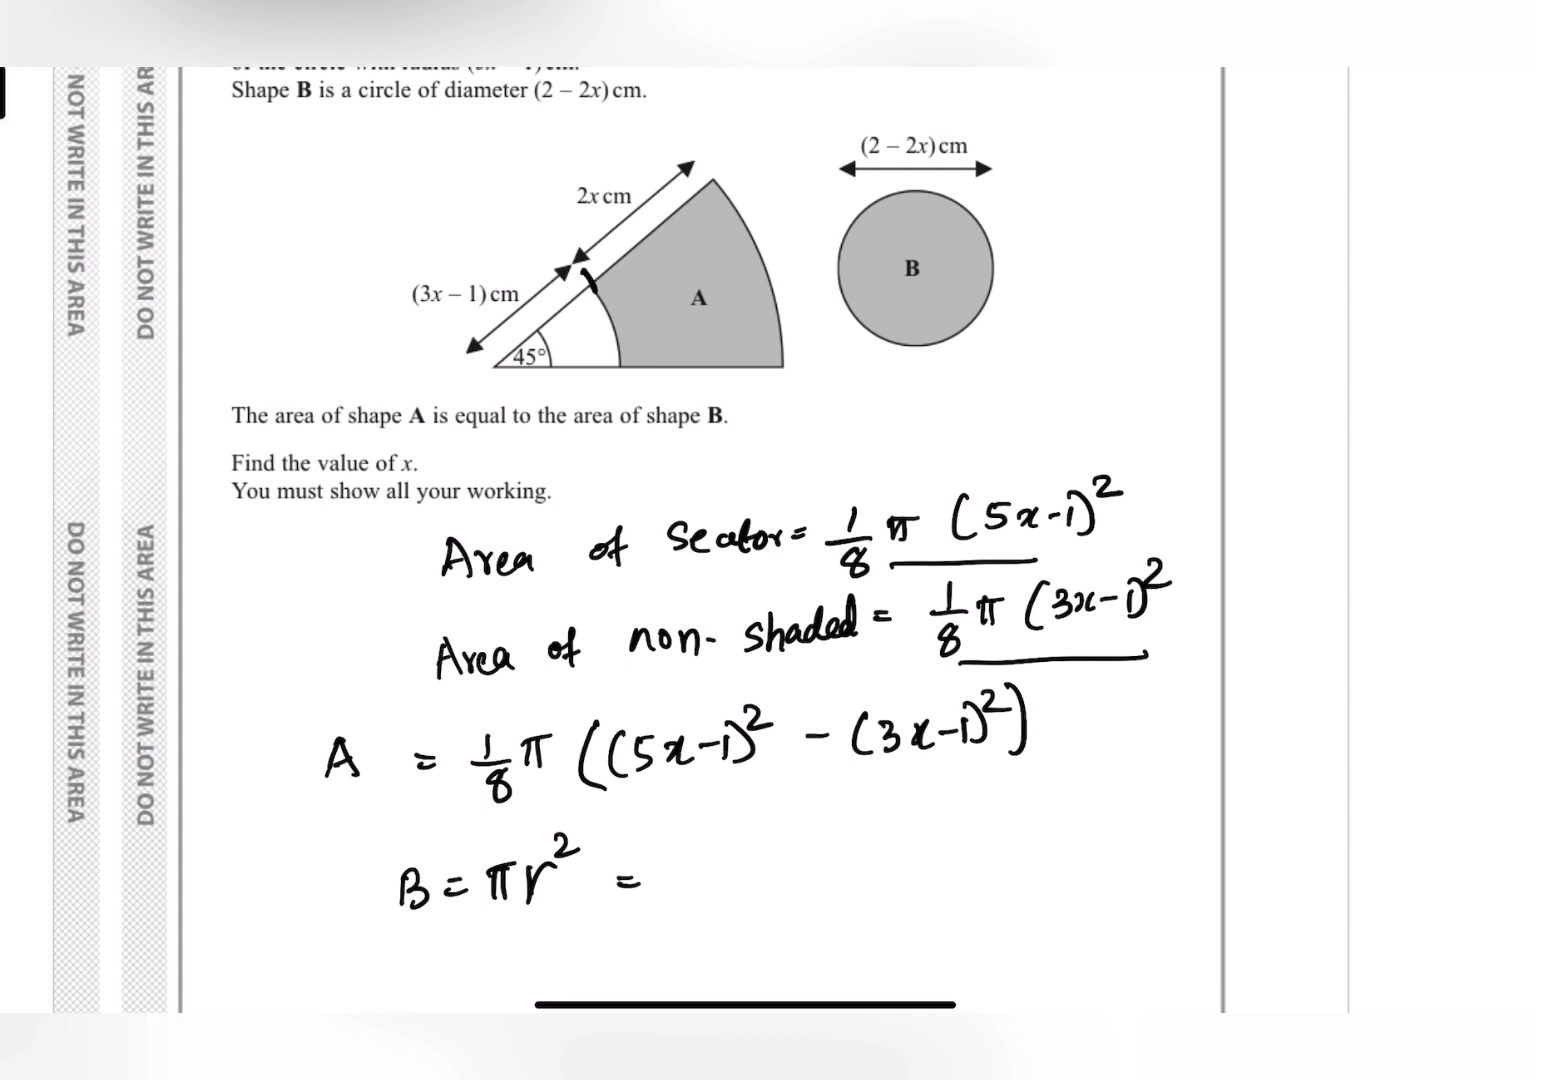 Shape B is a circle of diameter (2 – 2x) cm.
(2 – 2x) cm
2x cm
B
(3x – 1) cm
A
45°
The area of shape A is equal to the area of shape B.
Find the value of x.
You must show all your working.
Area of Sector = 1/8 π (5x-1)²
Area of non-shaded = 1/8 π (3x-1)²
A = 1/8 π ((5x-1)² - (3x-1)²)
B = πr² =
NOT WRITE IN THIS AREA
DO NOT WRITE IN THIS AREA
DO NOT WRITE IN THIS AR
DO NOT WRITE IN THIS AREA